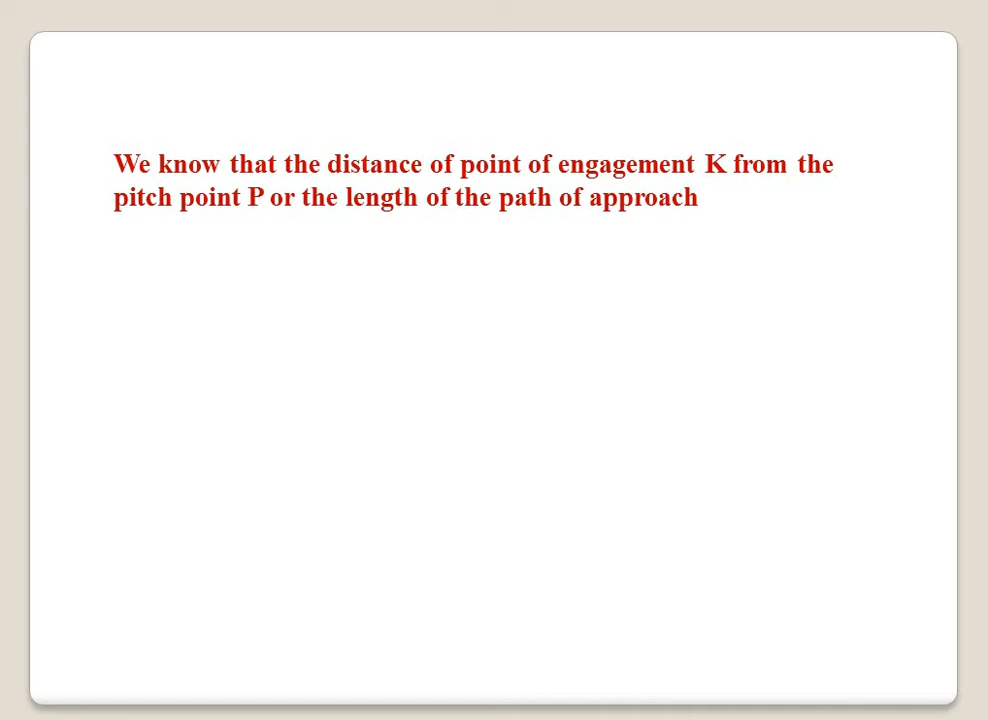 We know that the distance of point of engagement K from the
pitch point P or the length of the path of approach